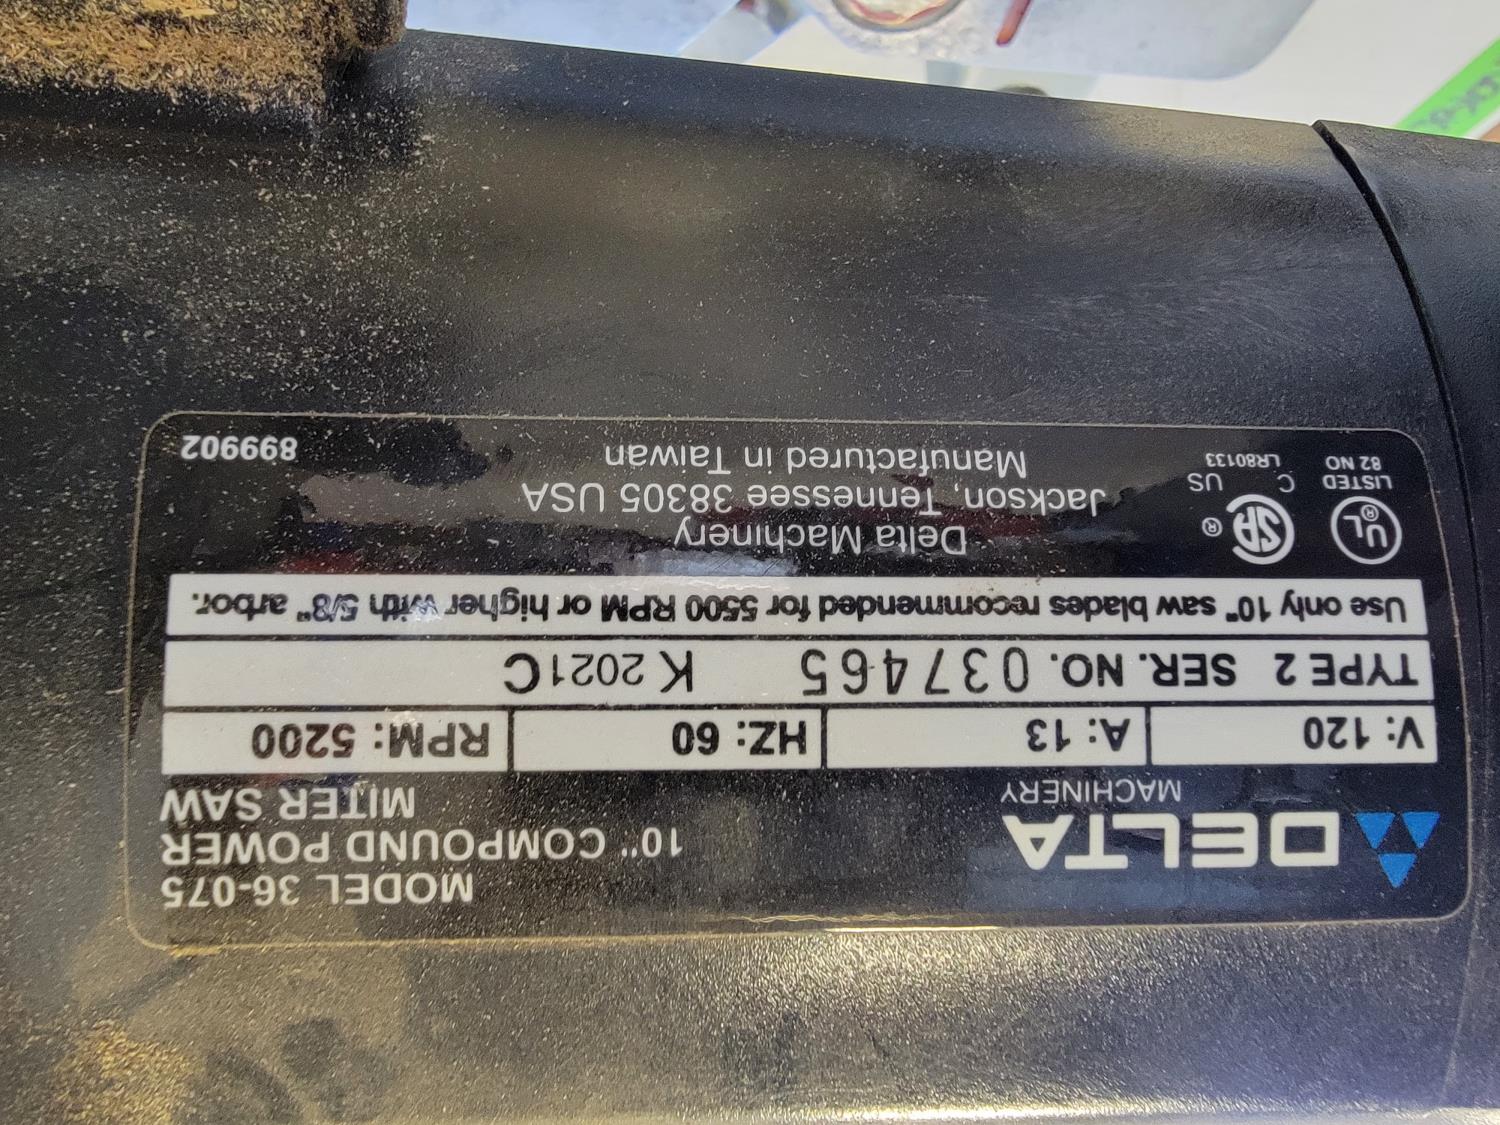 DELTA
MACHINERY
MODEL 36-075
10" COMPOUND POWER
MITER SAW
V: 120 A: 13 HZ: 60 RPM: 5200
TYPE 2 SER. NO. 037465 K 2021C
Use only 10" saw blades recommended for 5500 RPM or higher with 5/8" arbor.
UL ®
LISTED
82 NO
SA ®
C US
LR80133
Delta Machinery
Jackson, Tennessee 38305 USA
Manufactured in Taiwan
899902